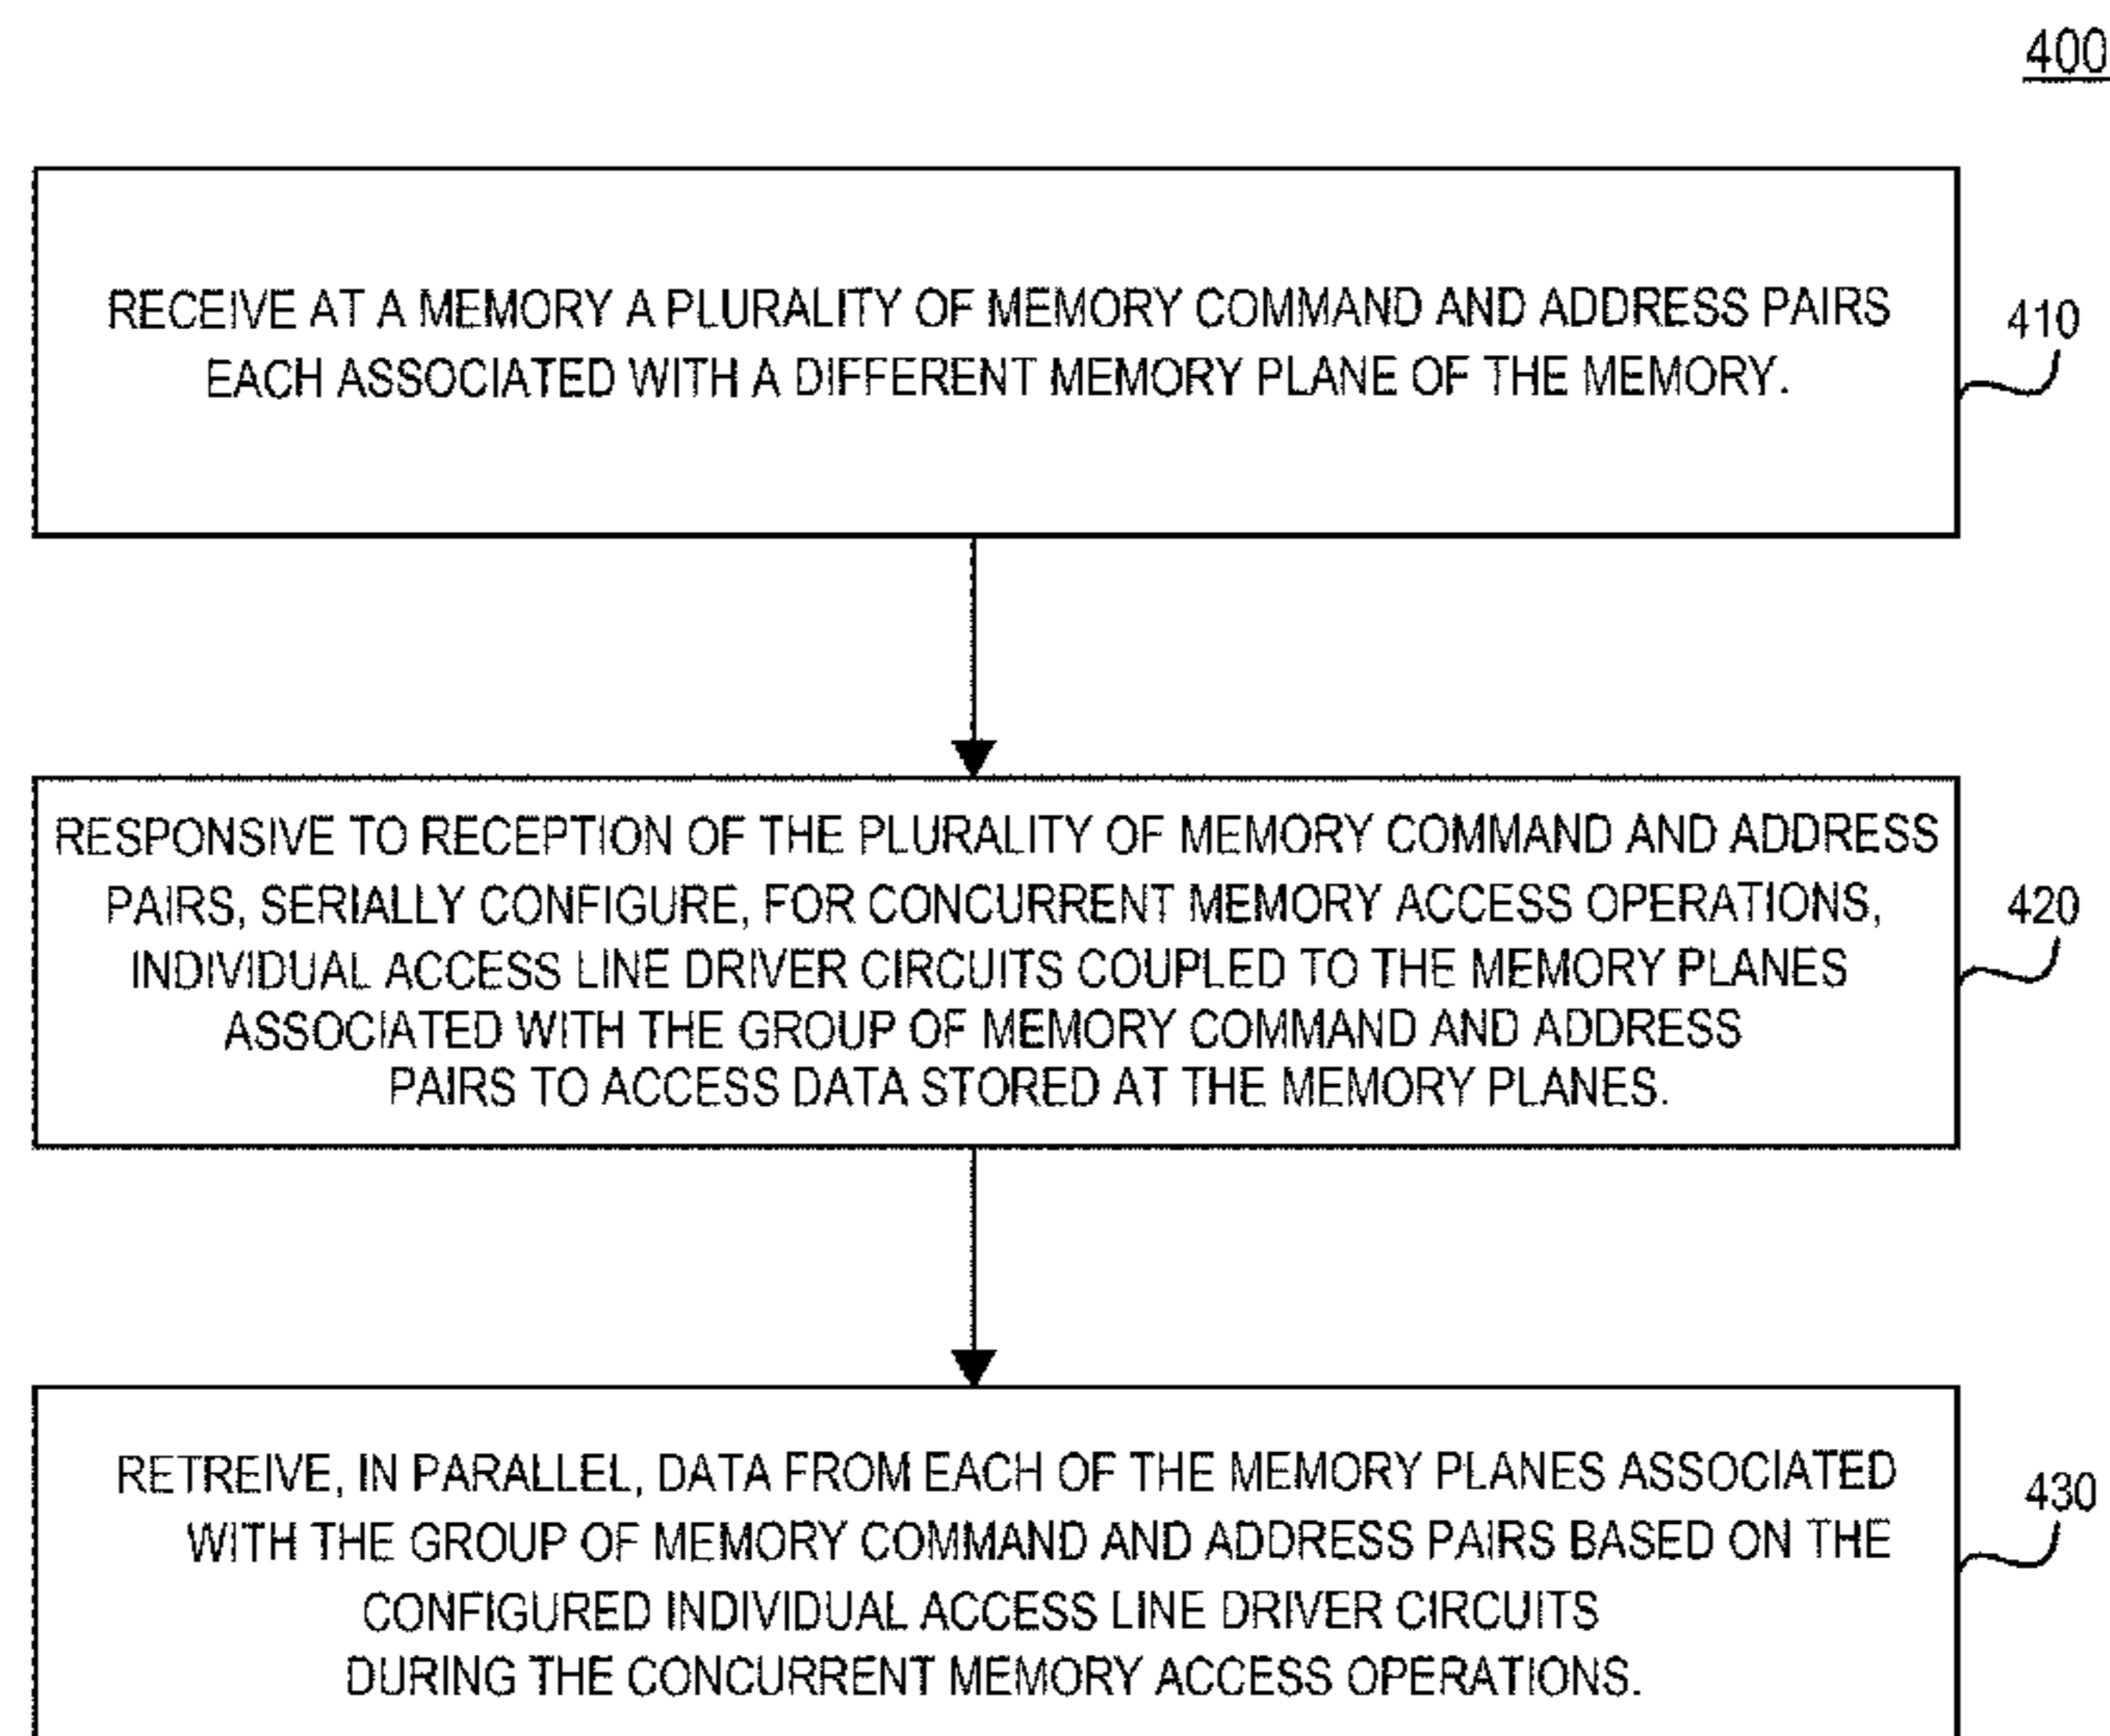 400
RECEIVE AT A MEMORY A PLURALITY OF MEMORY COMMAND AND ADDRESS PAIRS
EACH ASSOCIATED WITH A DIFFERENT MEMORY PLANE OF THE MEMORY.
410
RESPONSIVE TO RECEPTION OF THE PLURALITY OF MEMORY COMMAND AND ADDRESS
PAIRS, SERIALLY CONFIGURE, FOR CONCURRENT MEMORY ACCESS OPERATIONS,
INDIVIDUAL ACCESS LINE DRIVER CIRCUITS COUPLED TO THE MEMORY PLANES
ASSOCIATED WITH THE GROUP OF MEMORY COMMAND AND ADDRESS
PAIRS TO ACCESS DATA STORED AT THE MEMORY PLANES.
420
RETREIVE, IN PARALLEL, DATA FROM EACH OF THE MEMORY PLANES ASSOCIATED
WITH THE GROUP OF MEMORY COMMAND AND ADDRESS PAIRS BASED ON THE
CONFIGURED INDIVIDUAL ACCESS LINE DRIVER CIRCUITS
DURING THE CONCURRENT MEMORY ACCESS OPERATIONS.
430